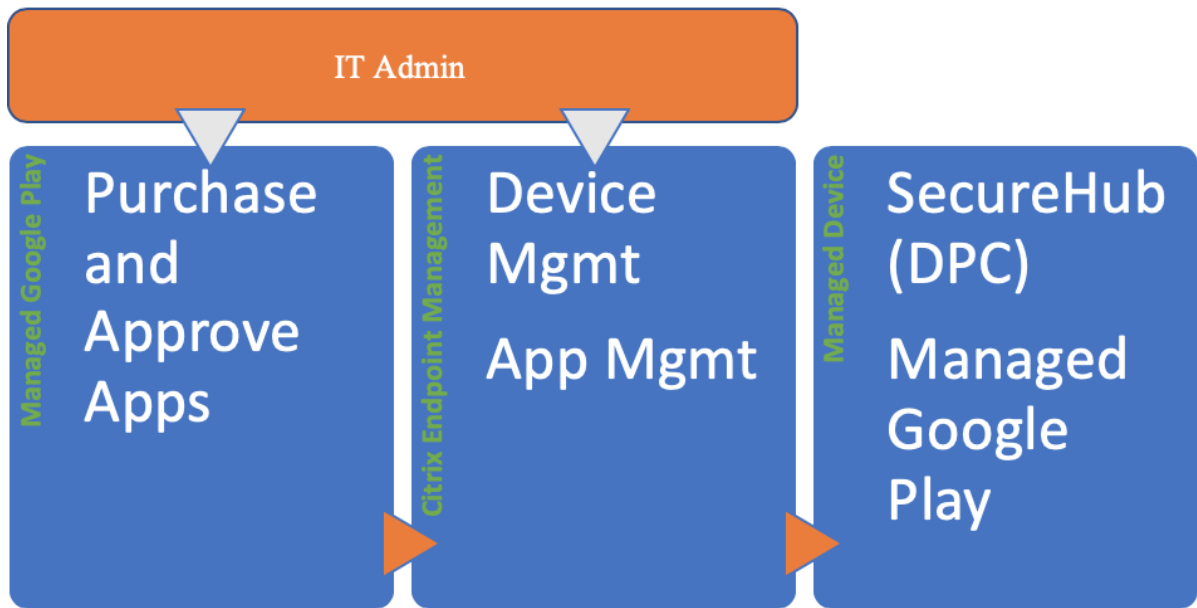 IT Admin
Managed Google Play
Purchase
and
Approve
Apps
Citrix Endpoint Management
Device
Mgmt
App Mgmt
Managed Device
SecureHub
(DPC)
Managed
Google
Play